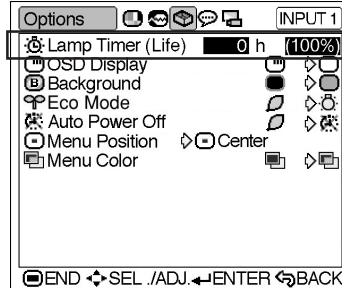 Options INPUT 1
Lamp Timer (Life) 0 h (100%)
OSD Display
B Background
Eco Mode
Auto Power Off
Menu Position Center
Menu Color
END SEL./ADJ. ENTER BACK